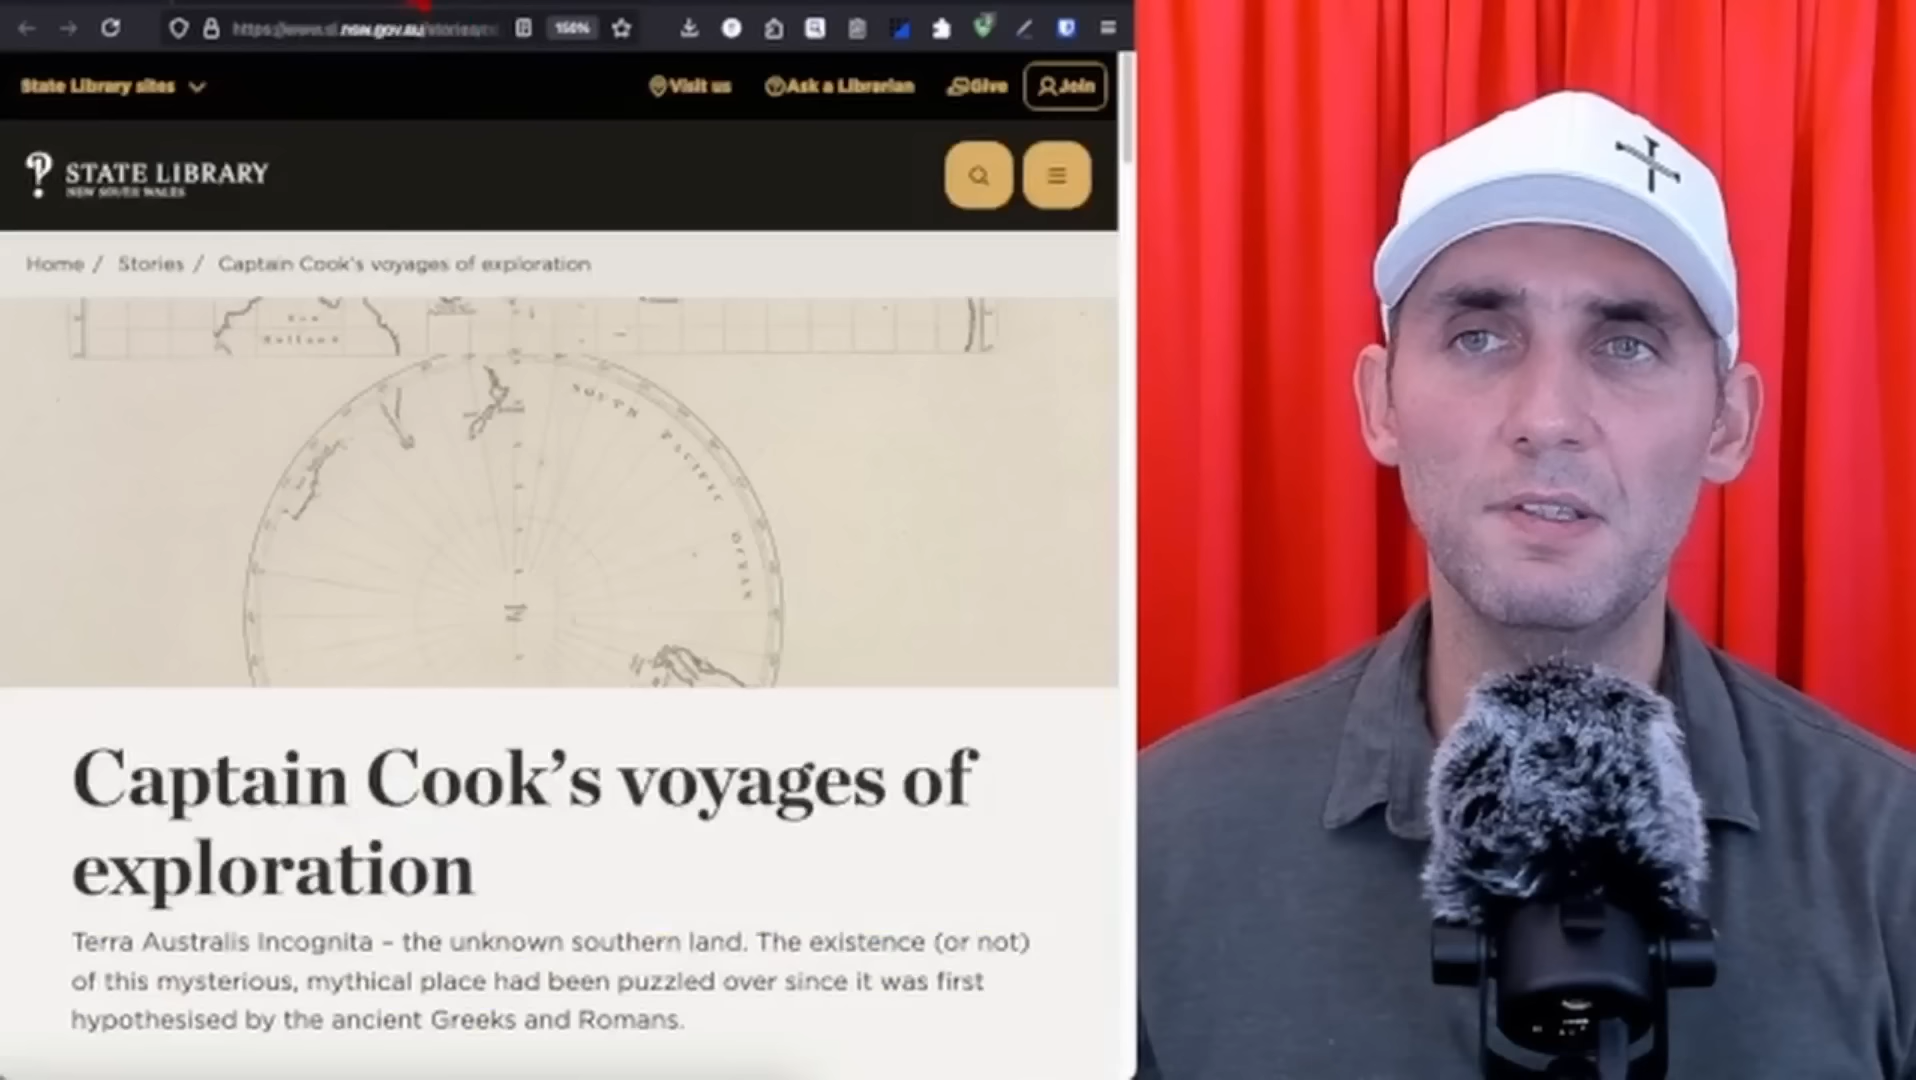 150%
State Library sites
Visit us
Ask a Librarian
Give
Join
STATE LIBRARY
NEW SOUTH WALES
Home / Stories / Captain Cook's voyages of exploration
SOUTH PACIFIC OCEAN
Captain Cook’s voyages of
exploration
Terra Australis Incognita – the unknown southern land. The existence (or not)
of this mysterious, mythical place had been puzzled over since it was first
hypothesised by the ancient Greeks and Romans.